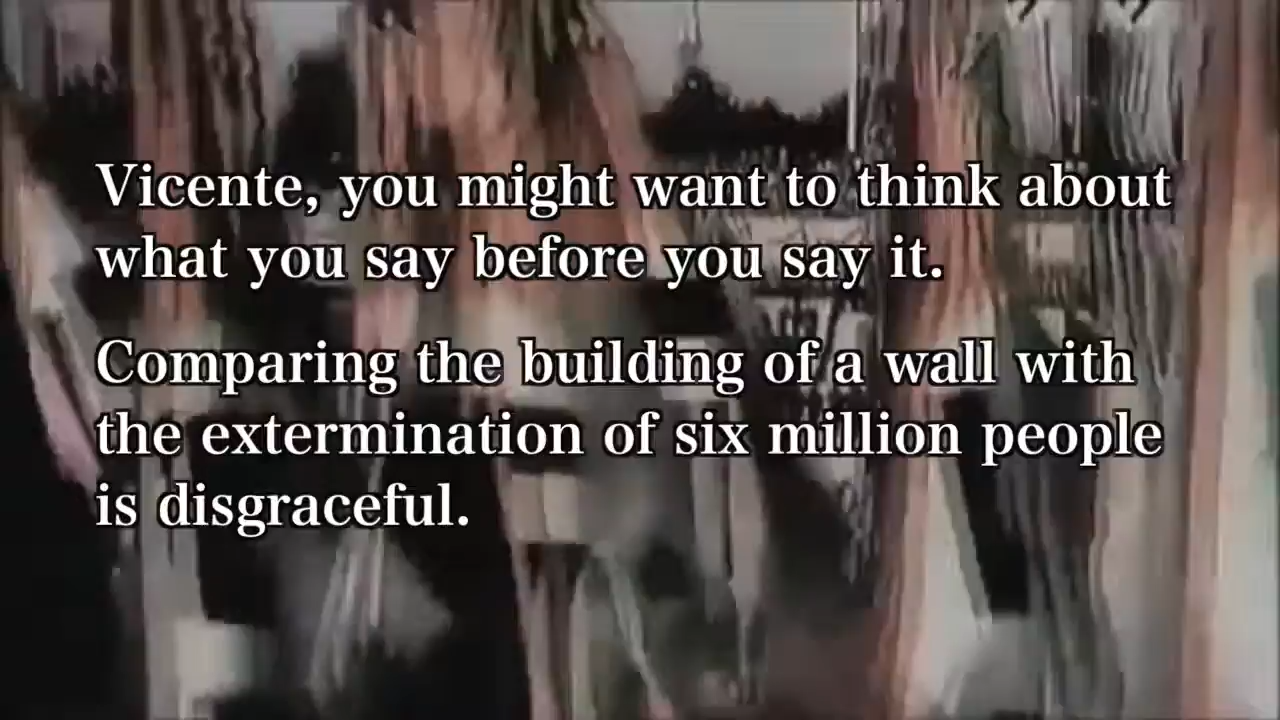 Vicente, you might want to think about
what you say before you say it.
Comparing the building of a wall with
the extermination of six million people
is disgraceful.